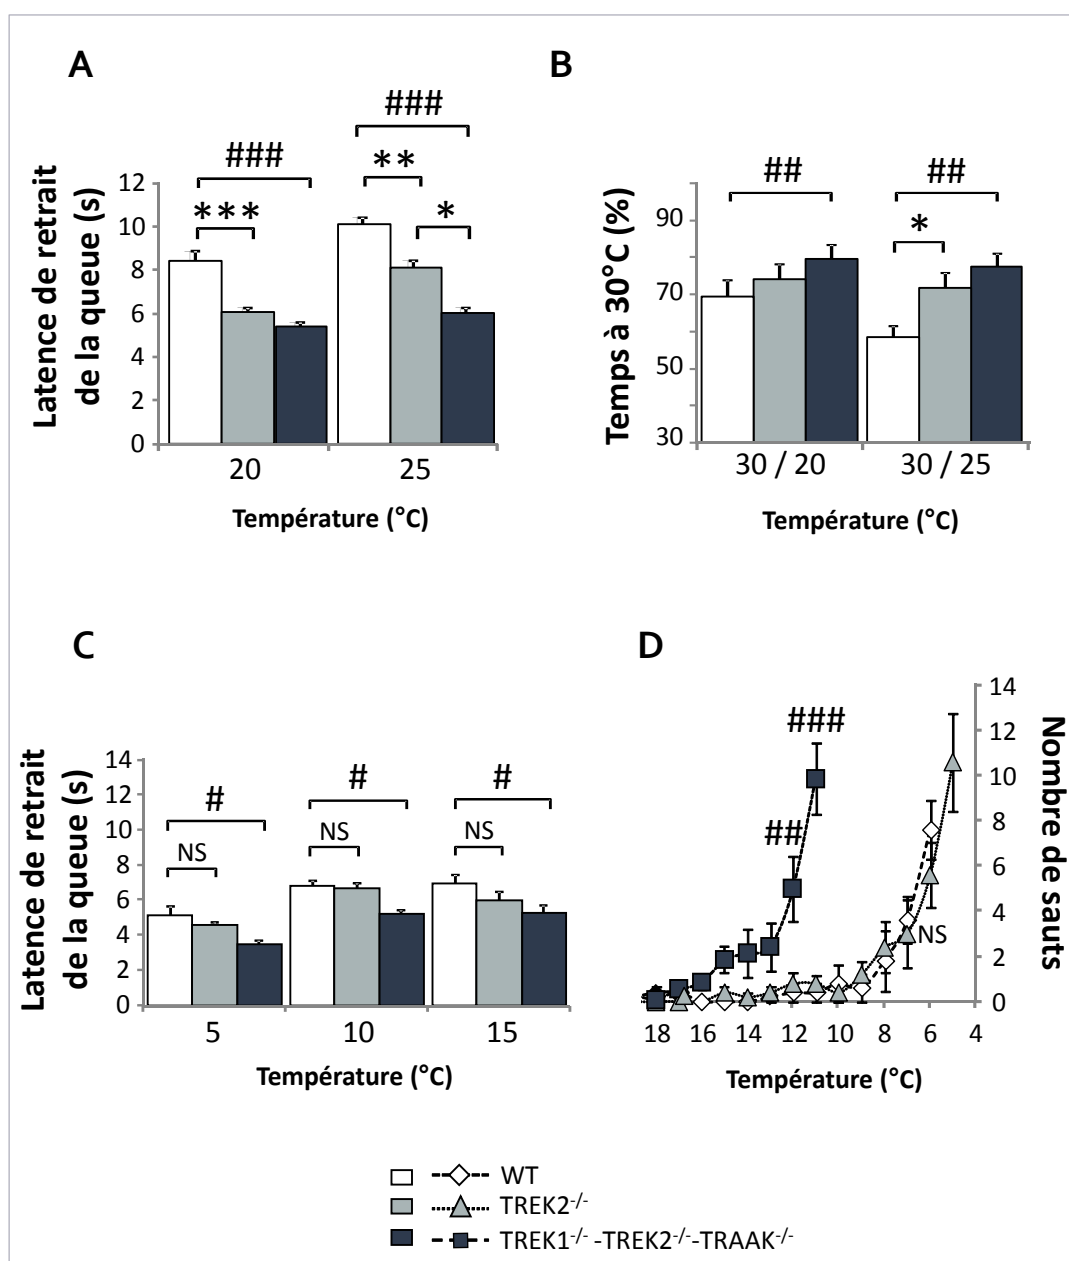 A
###
***
###
**
*
Latence de retrait
de la queue (s)
12
10
8
6
4
2
0
20
25
Température (°C)
B
##
##
*
Temps à 30°C (%)
90
70
50
30
30 / 20
30 / 25
Température (°C)
C
#
NS
#
NS
#
NS
Latence de retrait
de la queue (s)
14
12
10
8
6
4
2
0
5
10
15
Température (°C)
D
###
##
NS
14
12
10
8
6
4
2
0
Nombre de sauts
18 16 14 12 10 8 6 4
Température (°C)
WT
TREK2-/-
TREK1-/- -TREK2-/--TRAAK-/-